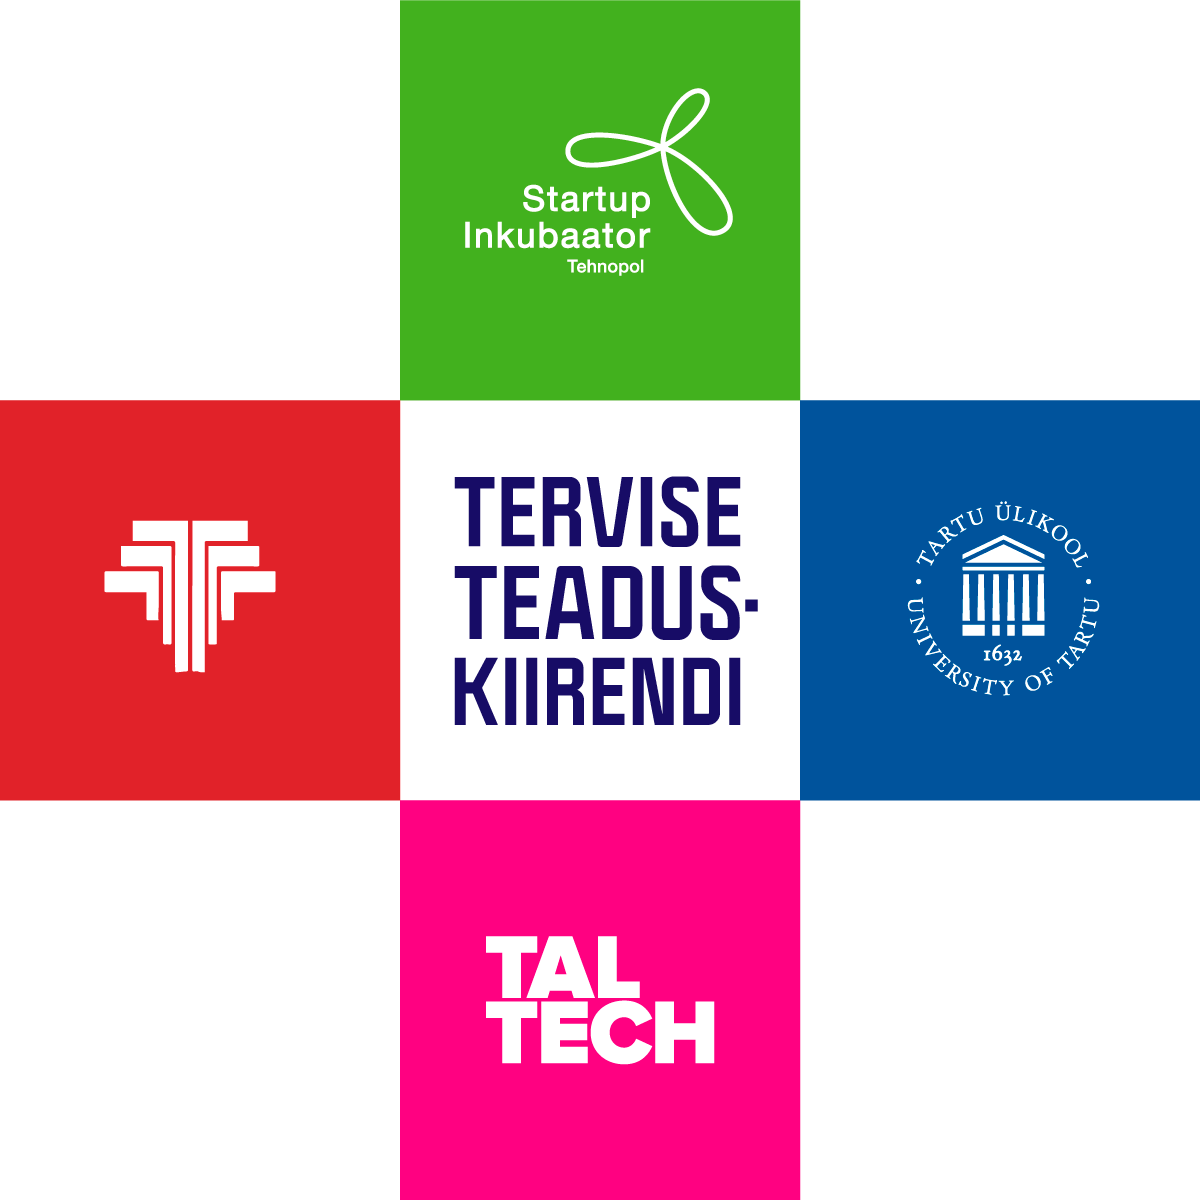 Startup
Inkubaator
Tehnopol
TERVISE
TEADUS-
KIIRENDI
TARTU ÜLIKOOL
1632
UNIVERSITY OF TARTU
TAL
TECH